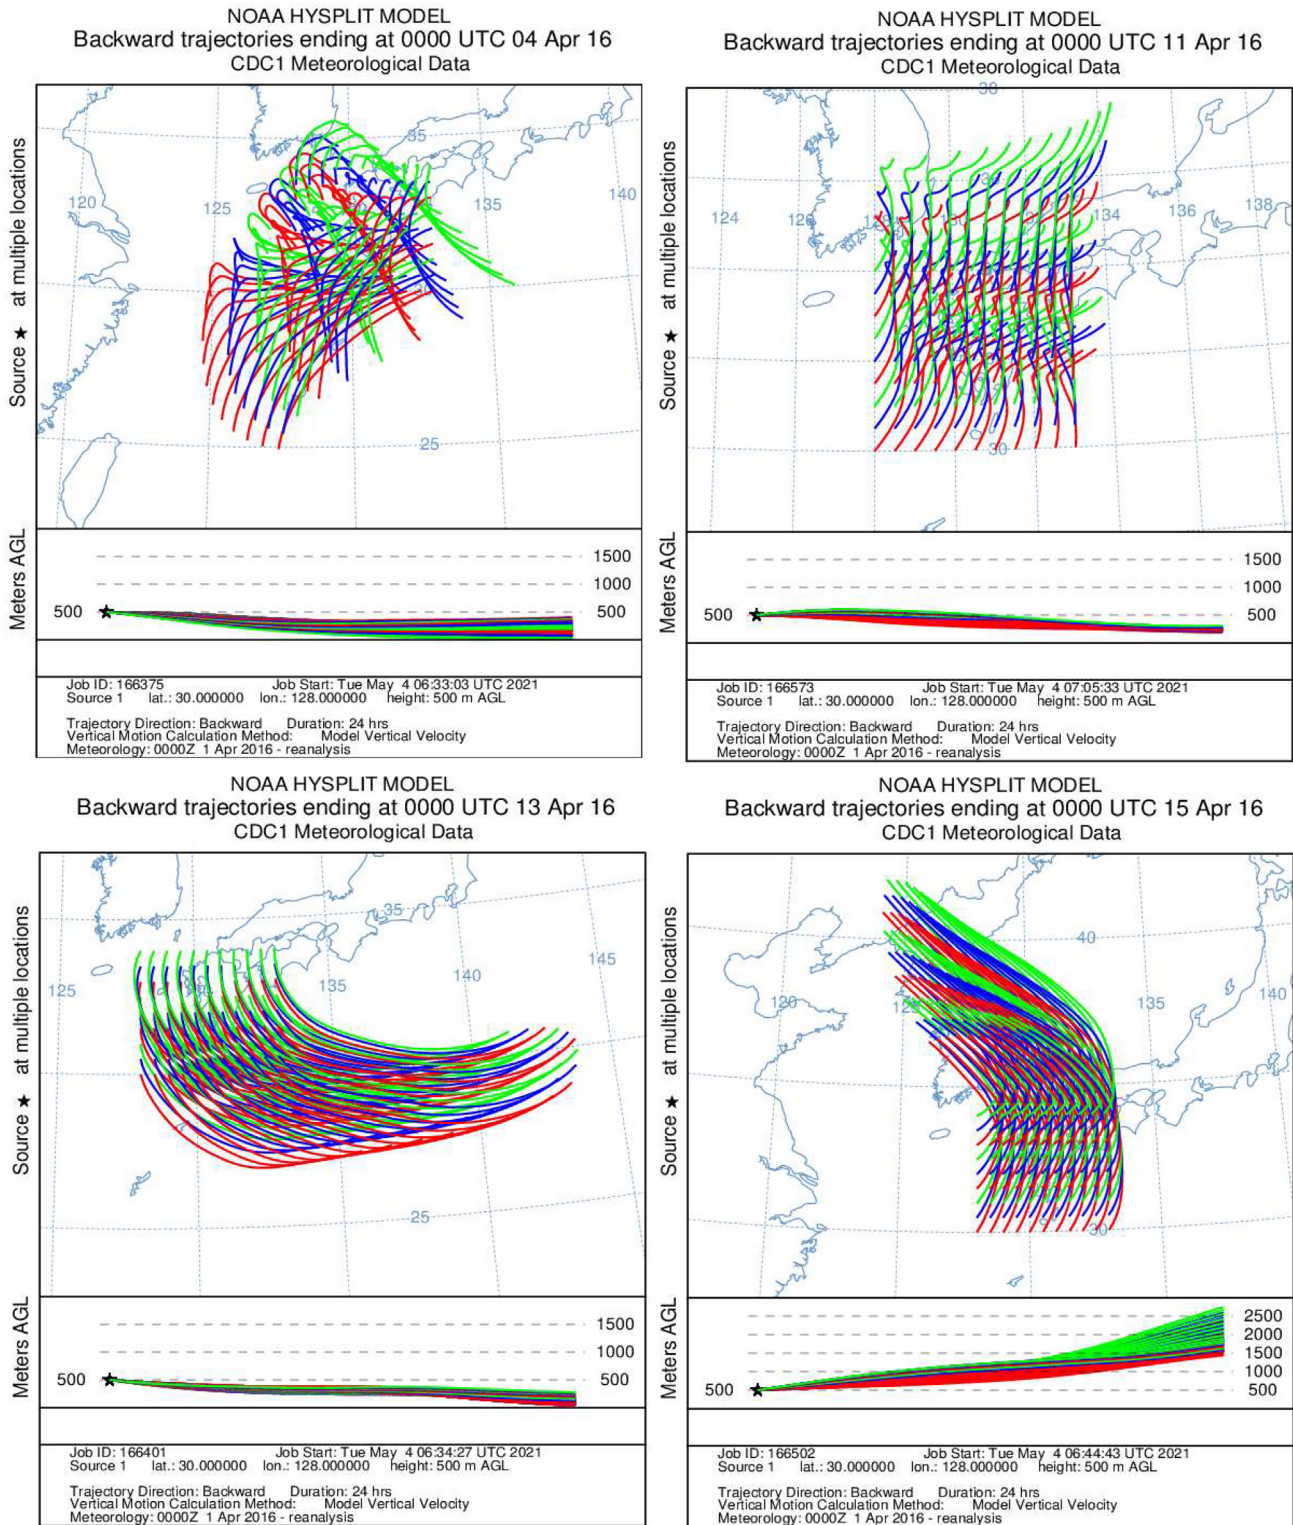 NOAA HYSPLIT MODEL
Backward trajectories ending at 0000 UTC 04 Apr 16
CDC1 Meteorological Data
Source ★ at multiple locations
35
120
125
135
140
25
Meters AGL
1500
1000
500
500
Job ID: 166375 Job Start: Tue May 4 06:33:03 UTC 2021
Source 1 lat.: 30.000000 lon.: 128.000000 height: 500 m AGL
Trajectory Direction: Backward Duration: 24 hrs
Vertical Motion Calculation Method: Model Vertical Velocity
Meteorology: 0000Z 1 Apr 2016 - reanalysis
NOAA HYSPLIT MODEL
Backward trajectories ending at 0000 UTC 11 Apr 16
CDC1 Meteorological Data
Source ★ at multiple locations
38
124
126
134
136
138
30
Meters AGL
1500
1000
500
500
Job ID: 166573 Job Start: Tue May 4 07:05:33 UTC 2021
Source 1 lat.: 30.000000 lon.: 128.000000 height: 500 m AGL
Trajectory Direction: Backward Duration: 24 hrs
Vertical Motion Calculation Method: Model Vertical Velocity
Meteorology: 0000Z 1 Apr 2016 - reanalysis
NOAA HYSPLIT MODEL
Backward trajectories ending at 0000 UTC 13 Apr 16
CDC1 Meteorological Data
Source ★ at multiple locations
35
125
135
140
145
25
Meters AGL
1500
1000
500
500
Job ID: 166401 Job Start: Tue May 4 06:34:27 UTC 2021
Source 1 lat.: 30.000000 lon.: 128.000000 height: 500 m AGL
Trajectory Direction: Backward Duration: 24 hrs
Vertical Motion Calculation Method: Model Vertical Velocity
Meteorology: 0000Z 1 Apr 2016 - reanalysis
NOAA HYSPLIT MODEL
Backward trajectories ending at 0000 UTC 15 Apr 16
CDC1 Meteorological Data
Source ★ at multiple locations
40
120
135
140
30
Meters AGL
2500
2000
1500
1000
500
500
Job ID: 166502 Job Start: Tue May 4 06:44:43 UTC 2021
Source 1 lat.: 30.000000 lon.: 128.000000 height: 500 m AGL
Trajectory Direction: Backward Duration: 24 hrs
Vertical Motion Calculation Method: Model Vertical Velocity
Meteorology: 0000Z 1 Apr 2016 - reanalysis